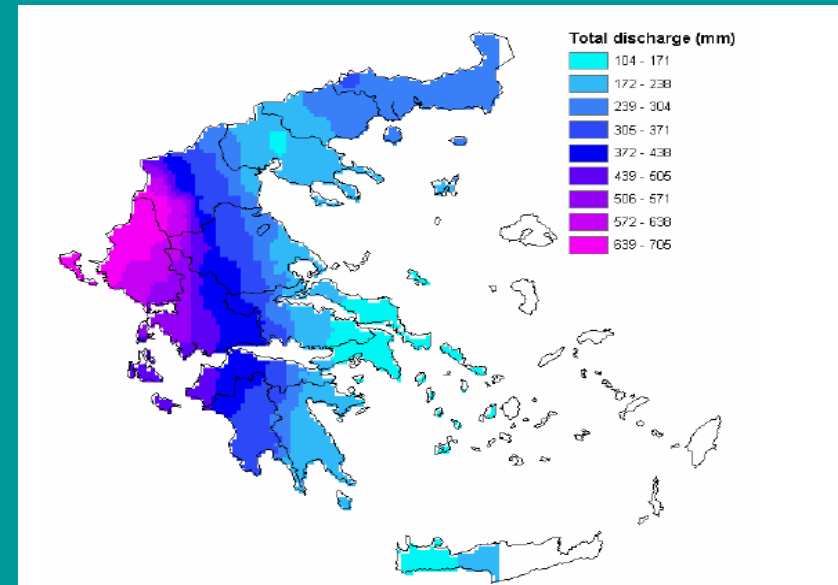 Total discharge (mm)
104 - 171
172 - 238
239 - 304
305 - 371
372 - 438
439 - 505
506 - 571
572 - 638
639 - 705